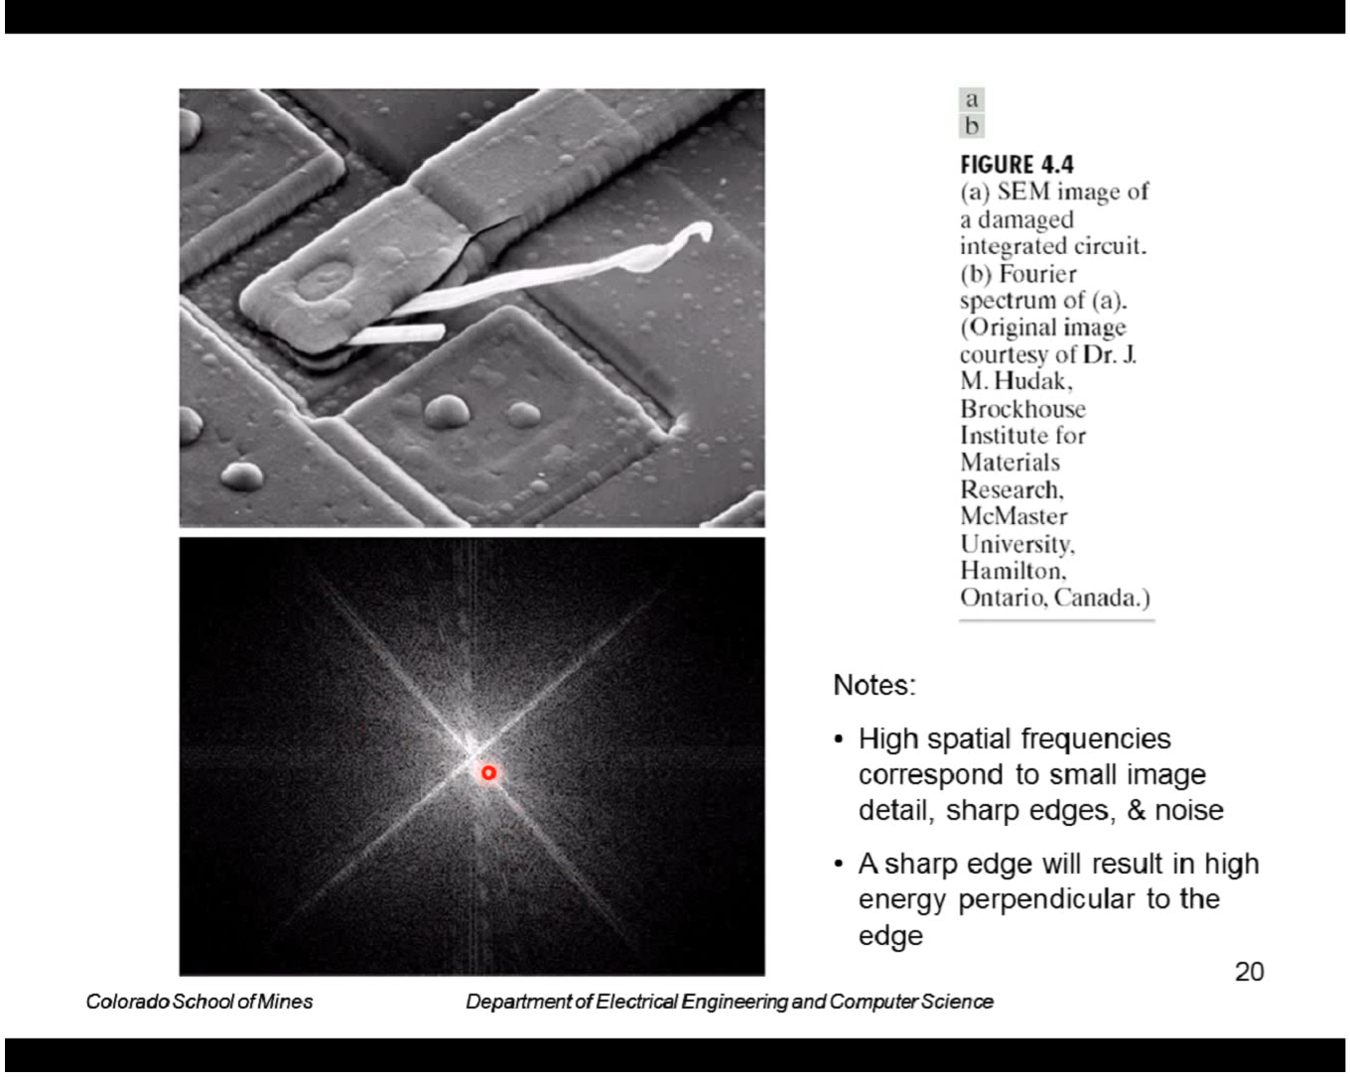 a
b
FIGURE 4.4
(a) SEM image of
a damaged
integrated circuit.
(b) Fourier
spectrum of (a).
(Original image
courtesy of Dr. J.
M. Hudak,
Brockhouse
Institute for
Materials
Research,
McMaster
University,
Hamilton,
Ontario, Canada.)
Notes:
• High spatial frequencies
correspond to small image
detail, sharp edges, & noise
• A sharp edge will result in high
energy perpendicular to the
edge
20
Colorado School of Mines
Department of Electrical Engineering and Computer Science